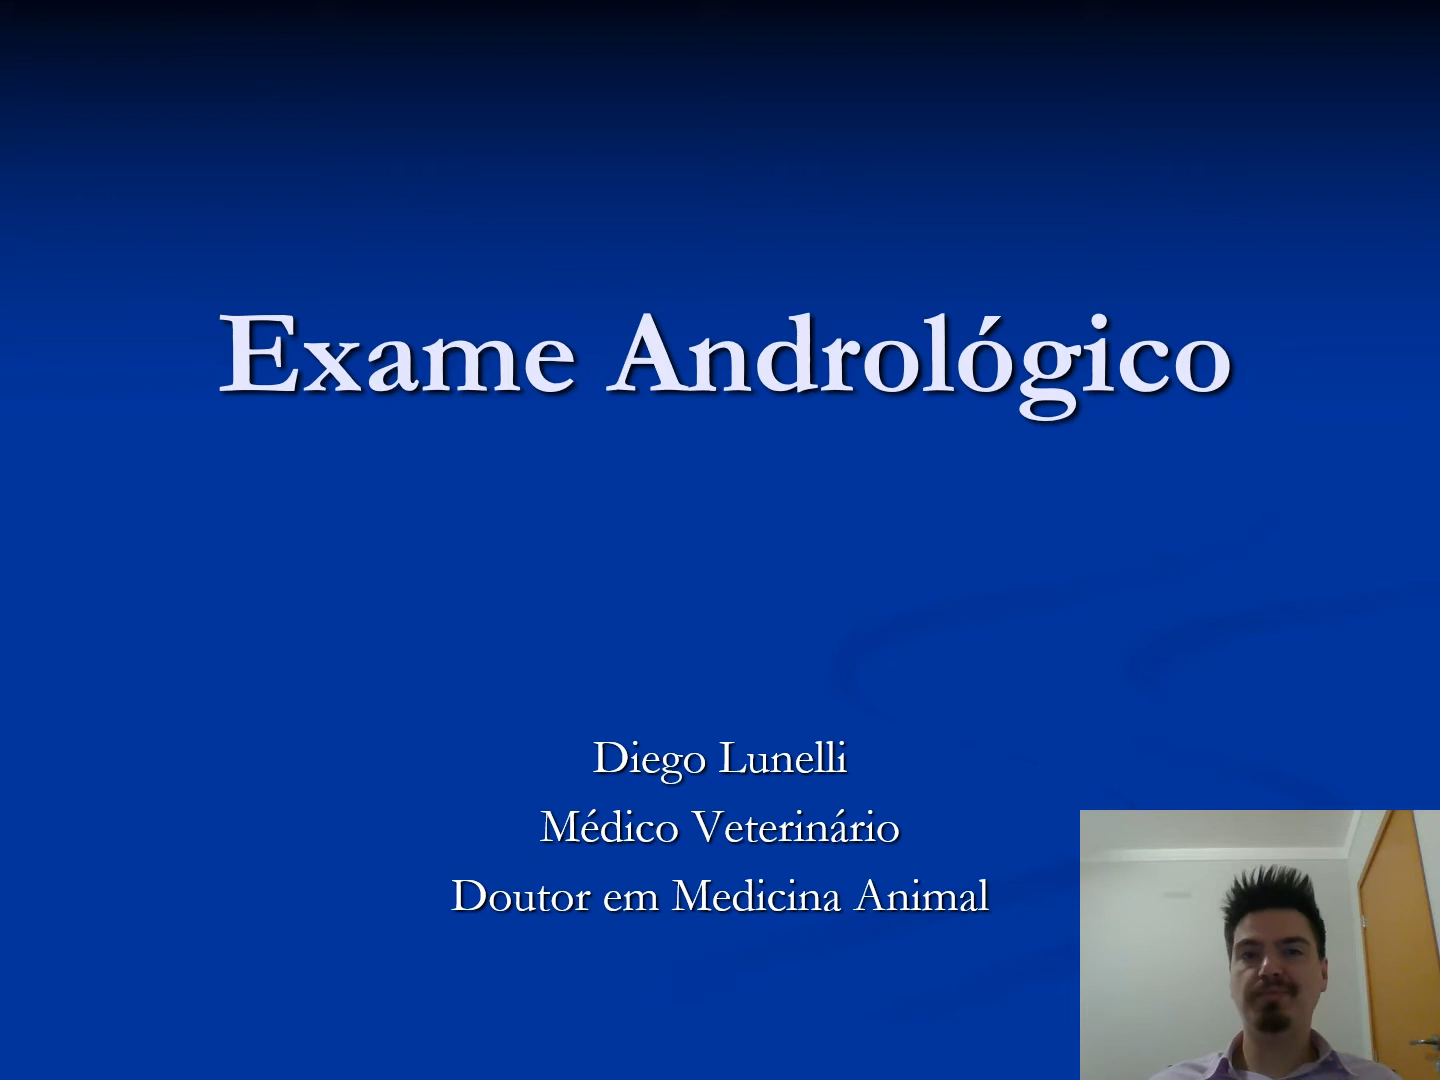 Exame Andrológico
Diego Lunelli
Médico Veterinário
Doutor em Medicina Animal